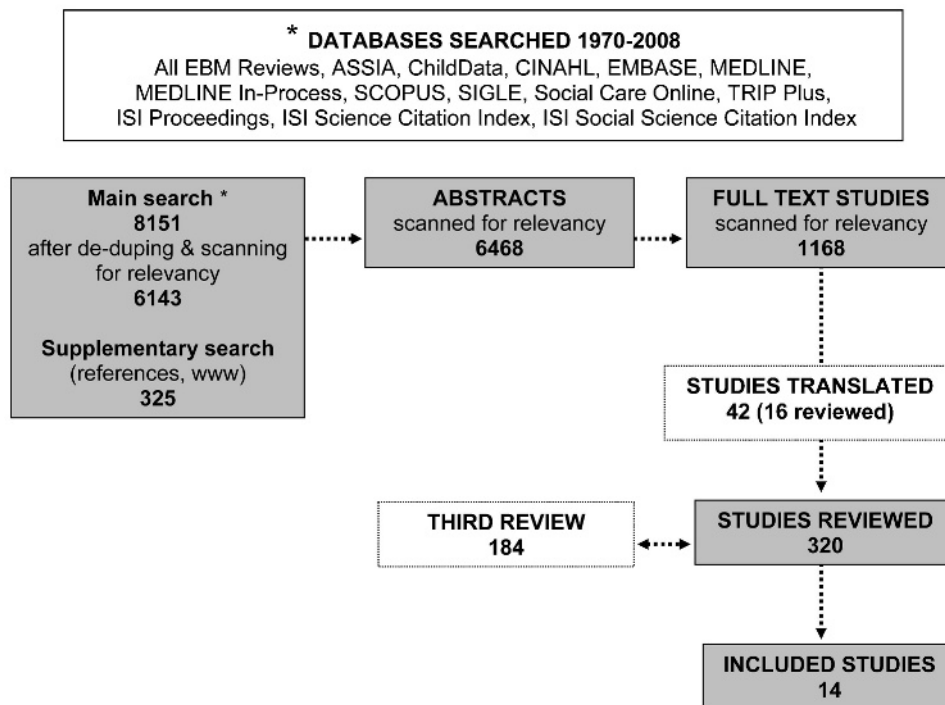 * DATABASES SEARCHED 1970-2008
All EBM Reviews, ASSIA, ChildData, CINAHL, EMBASE, MEDLINE,
MEDLINE In-Process, SCOPUS, SIGLE, Social Care Online, TRIP Plus,
ISI Proceedings, ISI Science Citation Index, ISI Social Science Citation Index
Main search *
8151
after de-duping & scanning
for relevancy
6143
Supplementary search
(references, www)
325
ABSTRACTS
scanned for relevancy
6468
FULL TEXT STUDIES
scanned for relevancy
1168
STUDIES TRANSLATED
42 (16 reviewed)
THIRD REVIEW
184
STUDIES REVIEWED
320
INCLUDED STUDIES
14